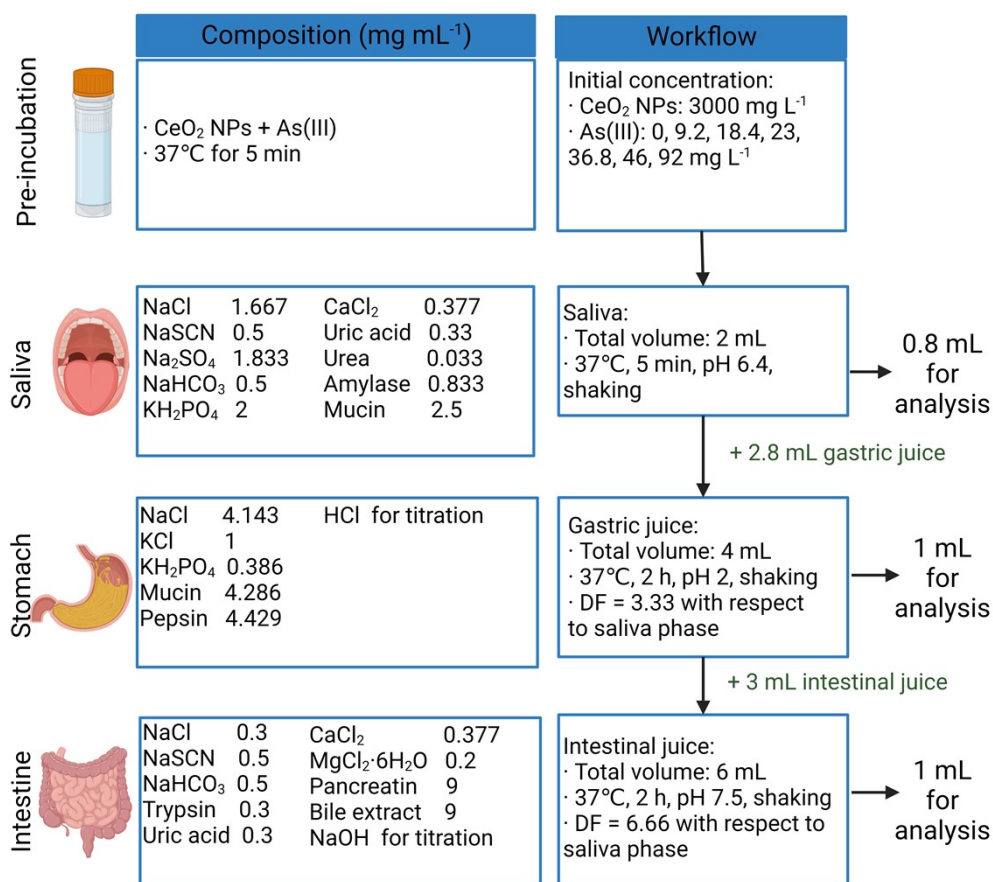 Composition (mg mL⁻¹)
Workflow
Pre-incubation
· CeO₂ NPs + As(III)
· 37℃ for 5 min
Initial concentration:
· CeO₂ NPs: 3000 mg L⁻¹
· As(III): 0, 9.2, 18.4, 23,
36.8, 46, 92 mg L⁻¹
Saliva
NaCl 1.667
NaSCN 0.5
Na₂SO₄ 1.833
NaHCO₃ 0.5
KH₂PO₄ 2
CaCl₂ 0.377
Uric acid 0.33
Urea 0.033
Amylase 0.833
Mucin 2.5
Saliva:
· Total volume: 2 mL
· 37℃, 5 min, pH 6.4,
shaking
0.8 mL
for
analysis
+ 2.8 mL gastric juice
Stomach
NaCl 4.143
KCl 1
KH₂PO₄ 0.386
Mucin 4.286
Pepsin 4.429
HCl for titration
Gastric juice:
· Total volume: 4 mL
· 37℃, 2 h, pH 2, shaking
· DF = 3.33 with respect
to saliva phase
1 mL
for
analysis
+ 3 mL intestinal juice
Intestine
NaCl 0.3
NaSCN 0.5
NaHCO₃ 0.5
Trypsin 0.3
Uric acid 0.3
CaCl₂ 0.377
MgCl₂·6H₂O 0.2
Pancreatin 9
Bile extract 9
NaOH for titration
Intestinal juice:
· Total volume: 6 mL
· 37℃, 2 h, pH 7.5, shaking
· DF = 6.66 with respect to
saliva phase
1 mL
for
analysis